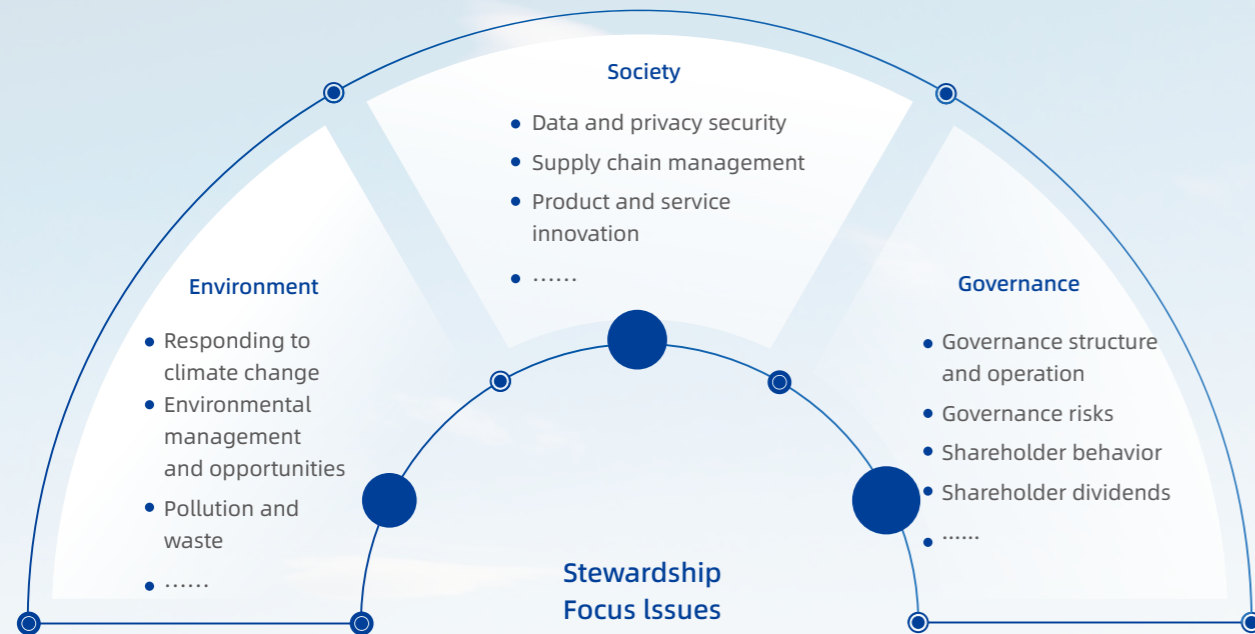 Society
• Data and privacy security
• Supply chain management
• Product and service
innovation
• ······
Environment
• Responding to
climate change
• Environmental
management
and opportunities
• Pollution and
waste
• ······
Governance
• Governance structure
and operation
• Governance risks
• Shareholder behavior
• Shareholder dividends
• ······
Stewardship
Focus Issues